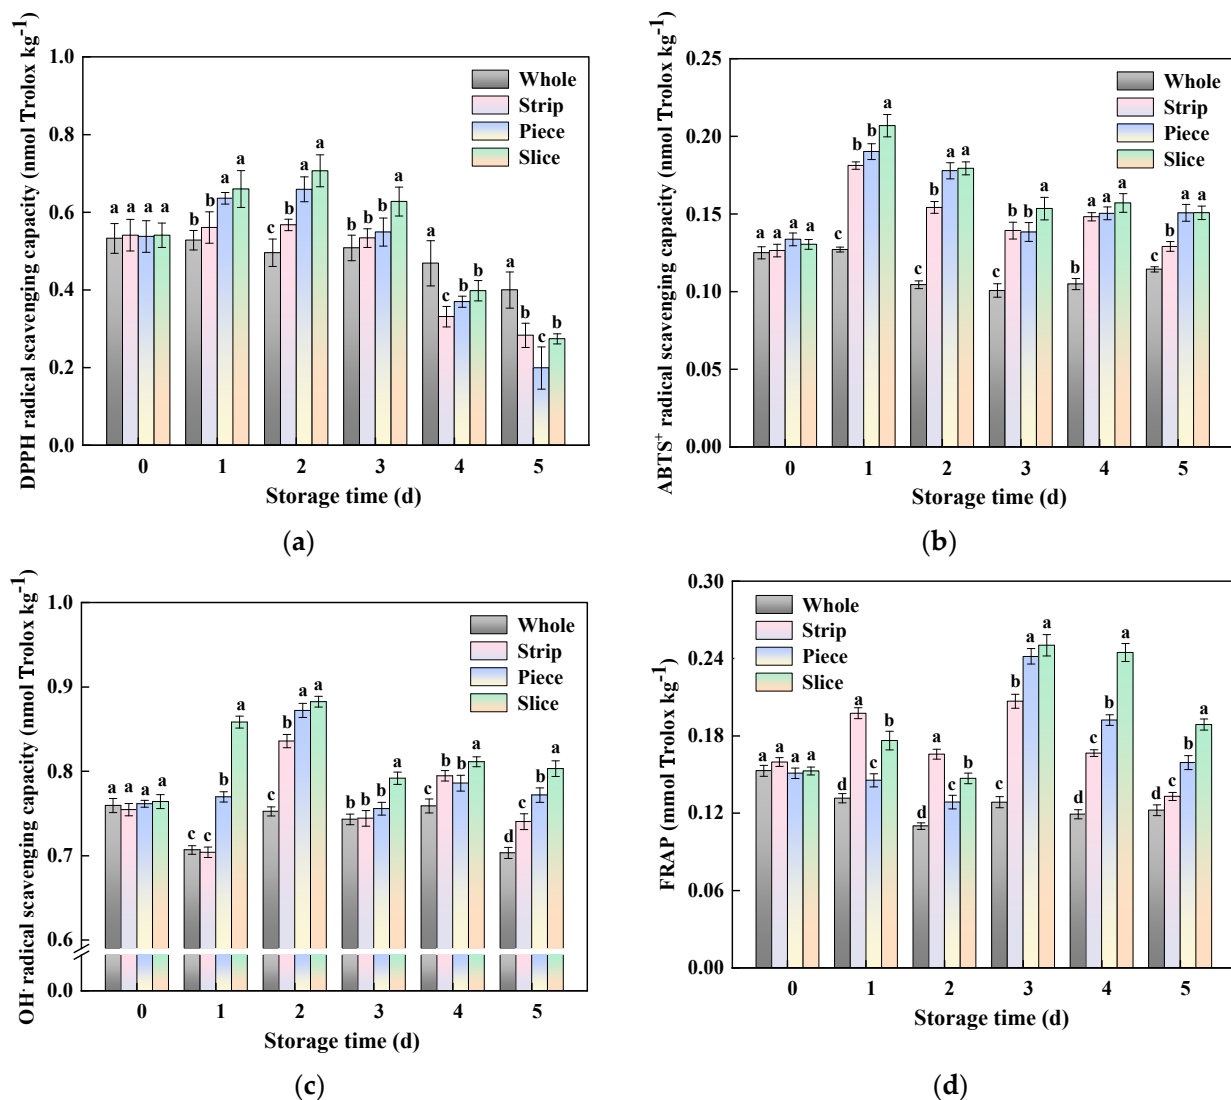 DPPH radical scavenging capacity (nmol Trolox kg-1)
1.0
0.8
0.6
0.4
0.2
0.0
Whole
Strip
Piece
Slice
a a a a
b b a a
c b a a
b b b a
a c b b
a b c b
0 1 2 3 4 5
Storage time (d)
(a)
ABTS+ radical scavenging capacity (nmol Trolox kg-1)
0.25
0.20
0.15
0.10
0.05
0.00
Whole
Strip
Piece
Slice
a a a a
c b b a
c b a a
c b b a
b a a a
c b a a
0 1 2 3 4 5
Storage time (d)
(b)
OH· radical scavenging capacity (nmol Trolox kg-1)
1.0
0.9
0.8
0.7
0.6
0.0
Whole
Strip
Piece
Slice
a a a a
c c b a
c b a a
b b b a
c b b a
d c b a
0 1 2 3 4 5
Storage time (d)
(c)
FRAP (nmol Trolox kg-1)
0.30
0.24
0.18
0.12
0.06
0.00
Whole
Strip
Piece
Slice
a a a a
d a c b
d a c b
c b a a
d c b a
d c b a
0 1 2 3 4 5
Storage time (d)
(d)